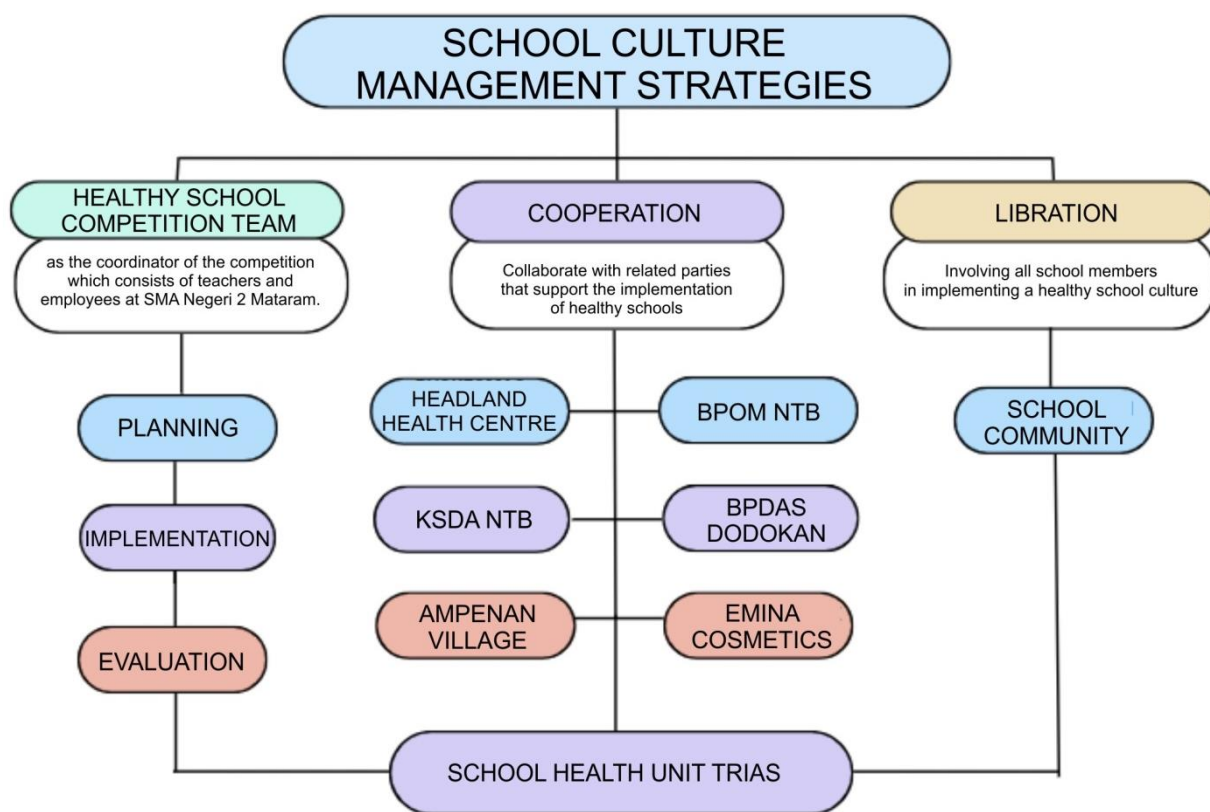 SCHOOL CULTURE
MANAGEMENT STRATEGIES
HEALTHY SCHOOL
COMPETITION TEAM
as the coordinator of the competition
which consists of teachers and
employees at SMA Negeri 2 Mataram.
COOPERATION
Collaborate with related parties
that support the implementation
of healthy schools
LIBRATION
Involving all school members
in implementing a healthy school culture
PLANNING
IMPLEMENTATION
EVALUATION
HEADLAND
HEALTH CENTRE
BPOM NTB
KSDA NTB
BPDAS
DODOKAN
AMPENAN
VILLAGE
EMINA
COSMETICS
SCHOOL
COMMUNITY
SCHOOL HEALTH UNIT TRIAS